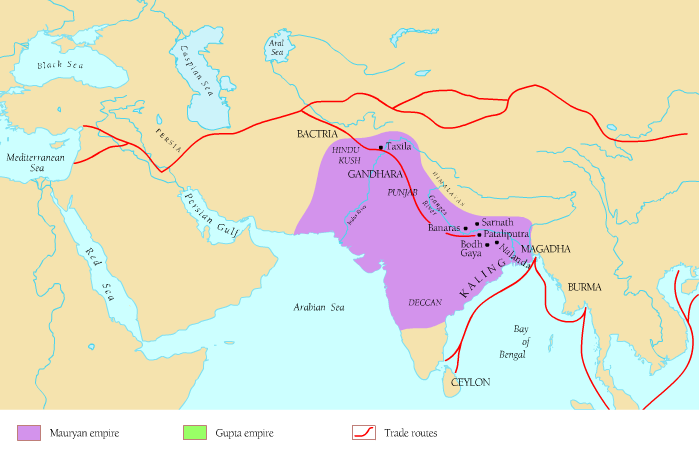 Black Sea
Caspian Sea
Aral
Sea
PERSIA
Mediterranean
Sea
BACTRIA
HINDU
KUSH
Taxila
GANDHARA
PUNJAB
HIMALAIAN
Indus River
Ganges
River
Persian Gulf
Red Sea
Banaras
Sarnath
Pataliputra
Bodh
Gaya
Nalanda
MAGADHA
KALING
BURMA
DECCAN
Arabian Sea
Bay
of
Bengal
CEYLON
Mauryan empire
Gupta empire
Trade routes